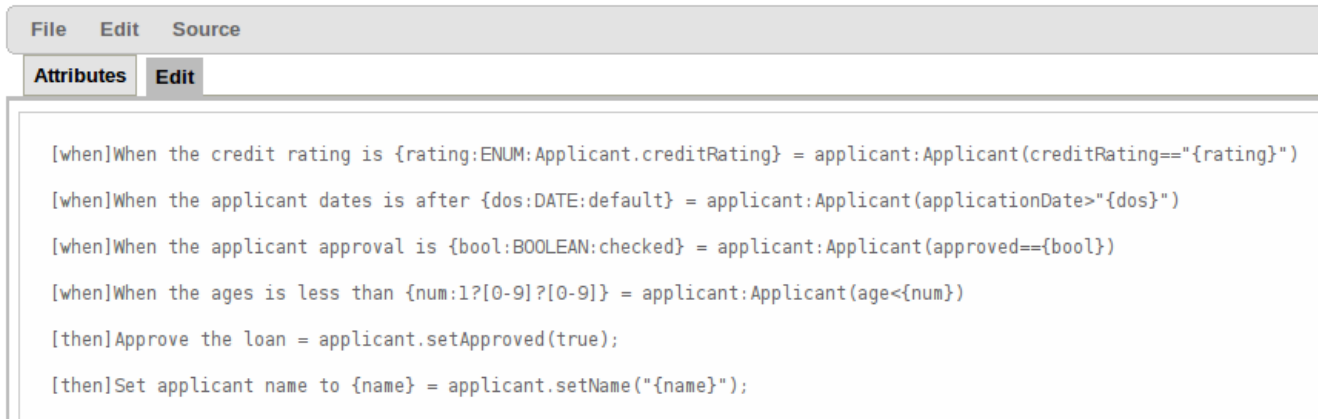 File Edit Source
Attributes Edit
[when]When the credit rating is {rating:ENUM:Applicant.creditRating} = applicant:Applicant(creditRating=="{rating}")
[when]When the applicant dates is after {dos:DATE:default} = applicant:Applicant(applicationDate>"{dos}")
[when]When the applicant approval is {bool:BOOLEAN:checked} = applicant:Applicant(approved=={bool})
[when]When the ages is less than {num:1?[0-9]?[0-9]} = applicant:Applicant(age<{num})
[then]Approve the loan = applicant.setApproved(true);
[then]Set applicant name to {name} = applicant.setName("{name}");